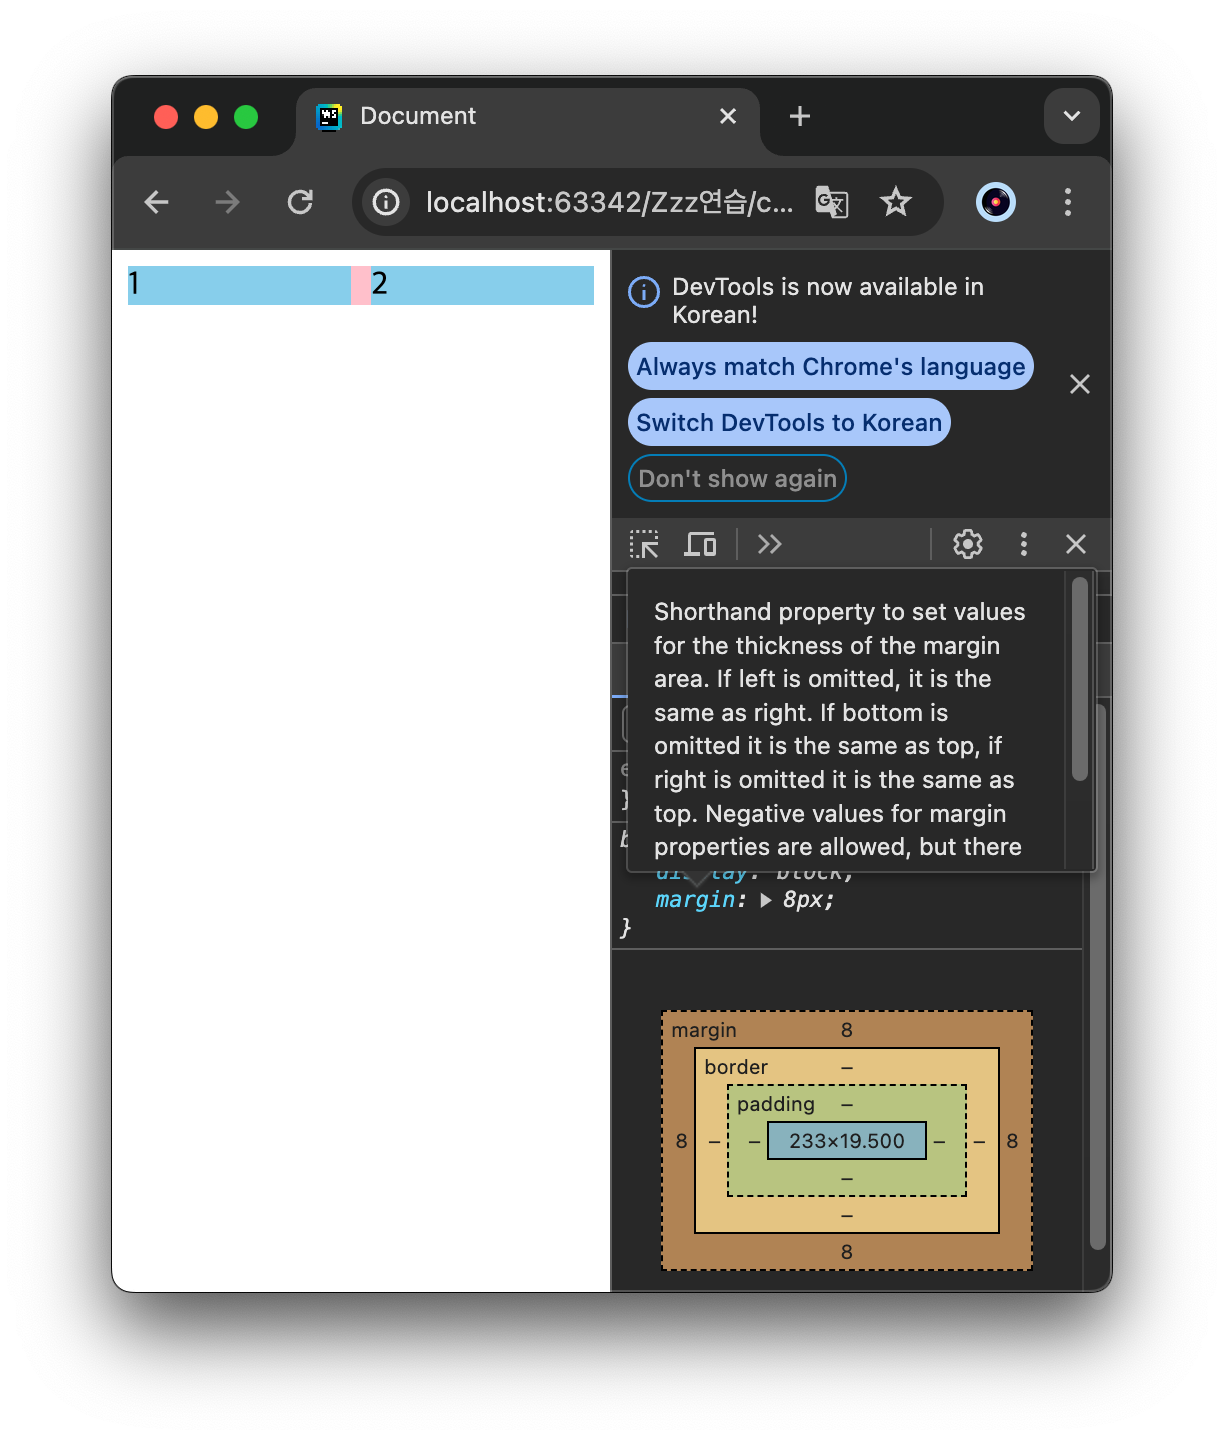 Document
localhost:63342/Zzz연습/c...
1
2
DevTools is now available in
Korean!
Always match Chrome's language
Switch DevTools to Korean
Don't show again
Shorthand property to set values
for the thickness of the margin
area. If left is omitted, it is the
same as right. If bottom is
omitted it is the same as top, if
right is omitted it is the same as
top. Negative values for margin
properties are allowed, but there
display: block;
margin: ▶ 8px;
}
margin 8
border –
padding –
8 – – 233×19.500 – – 8
–
–
8